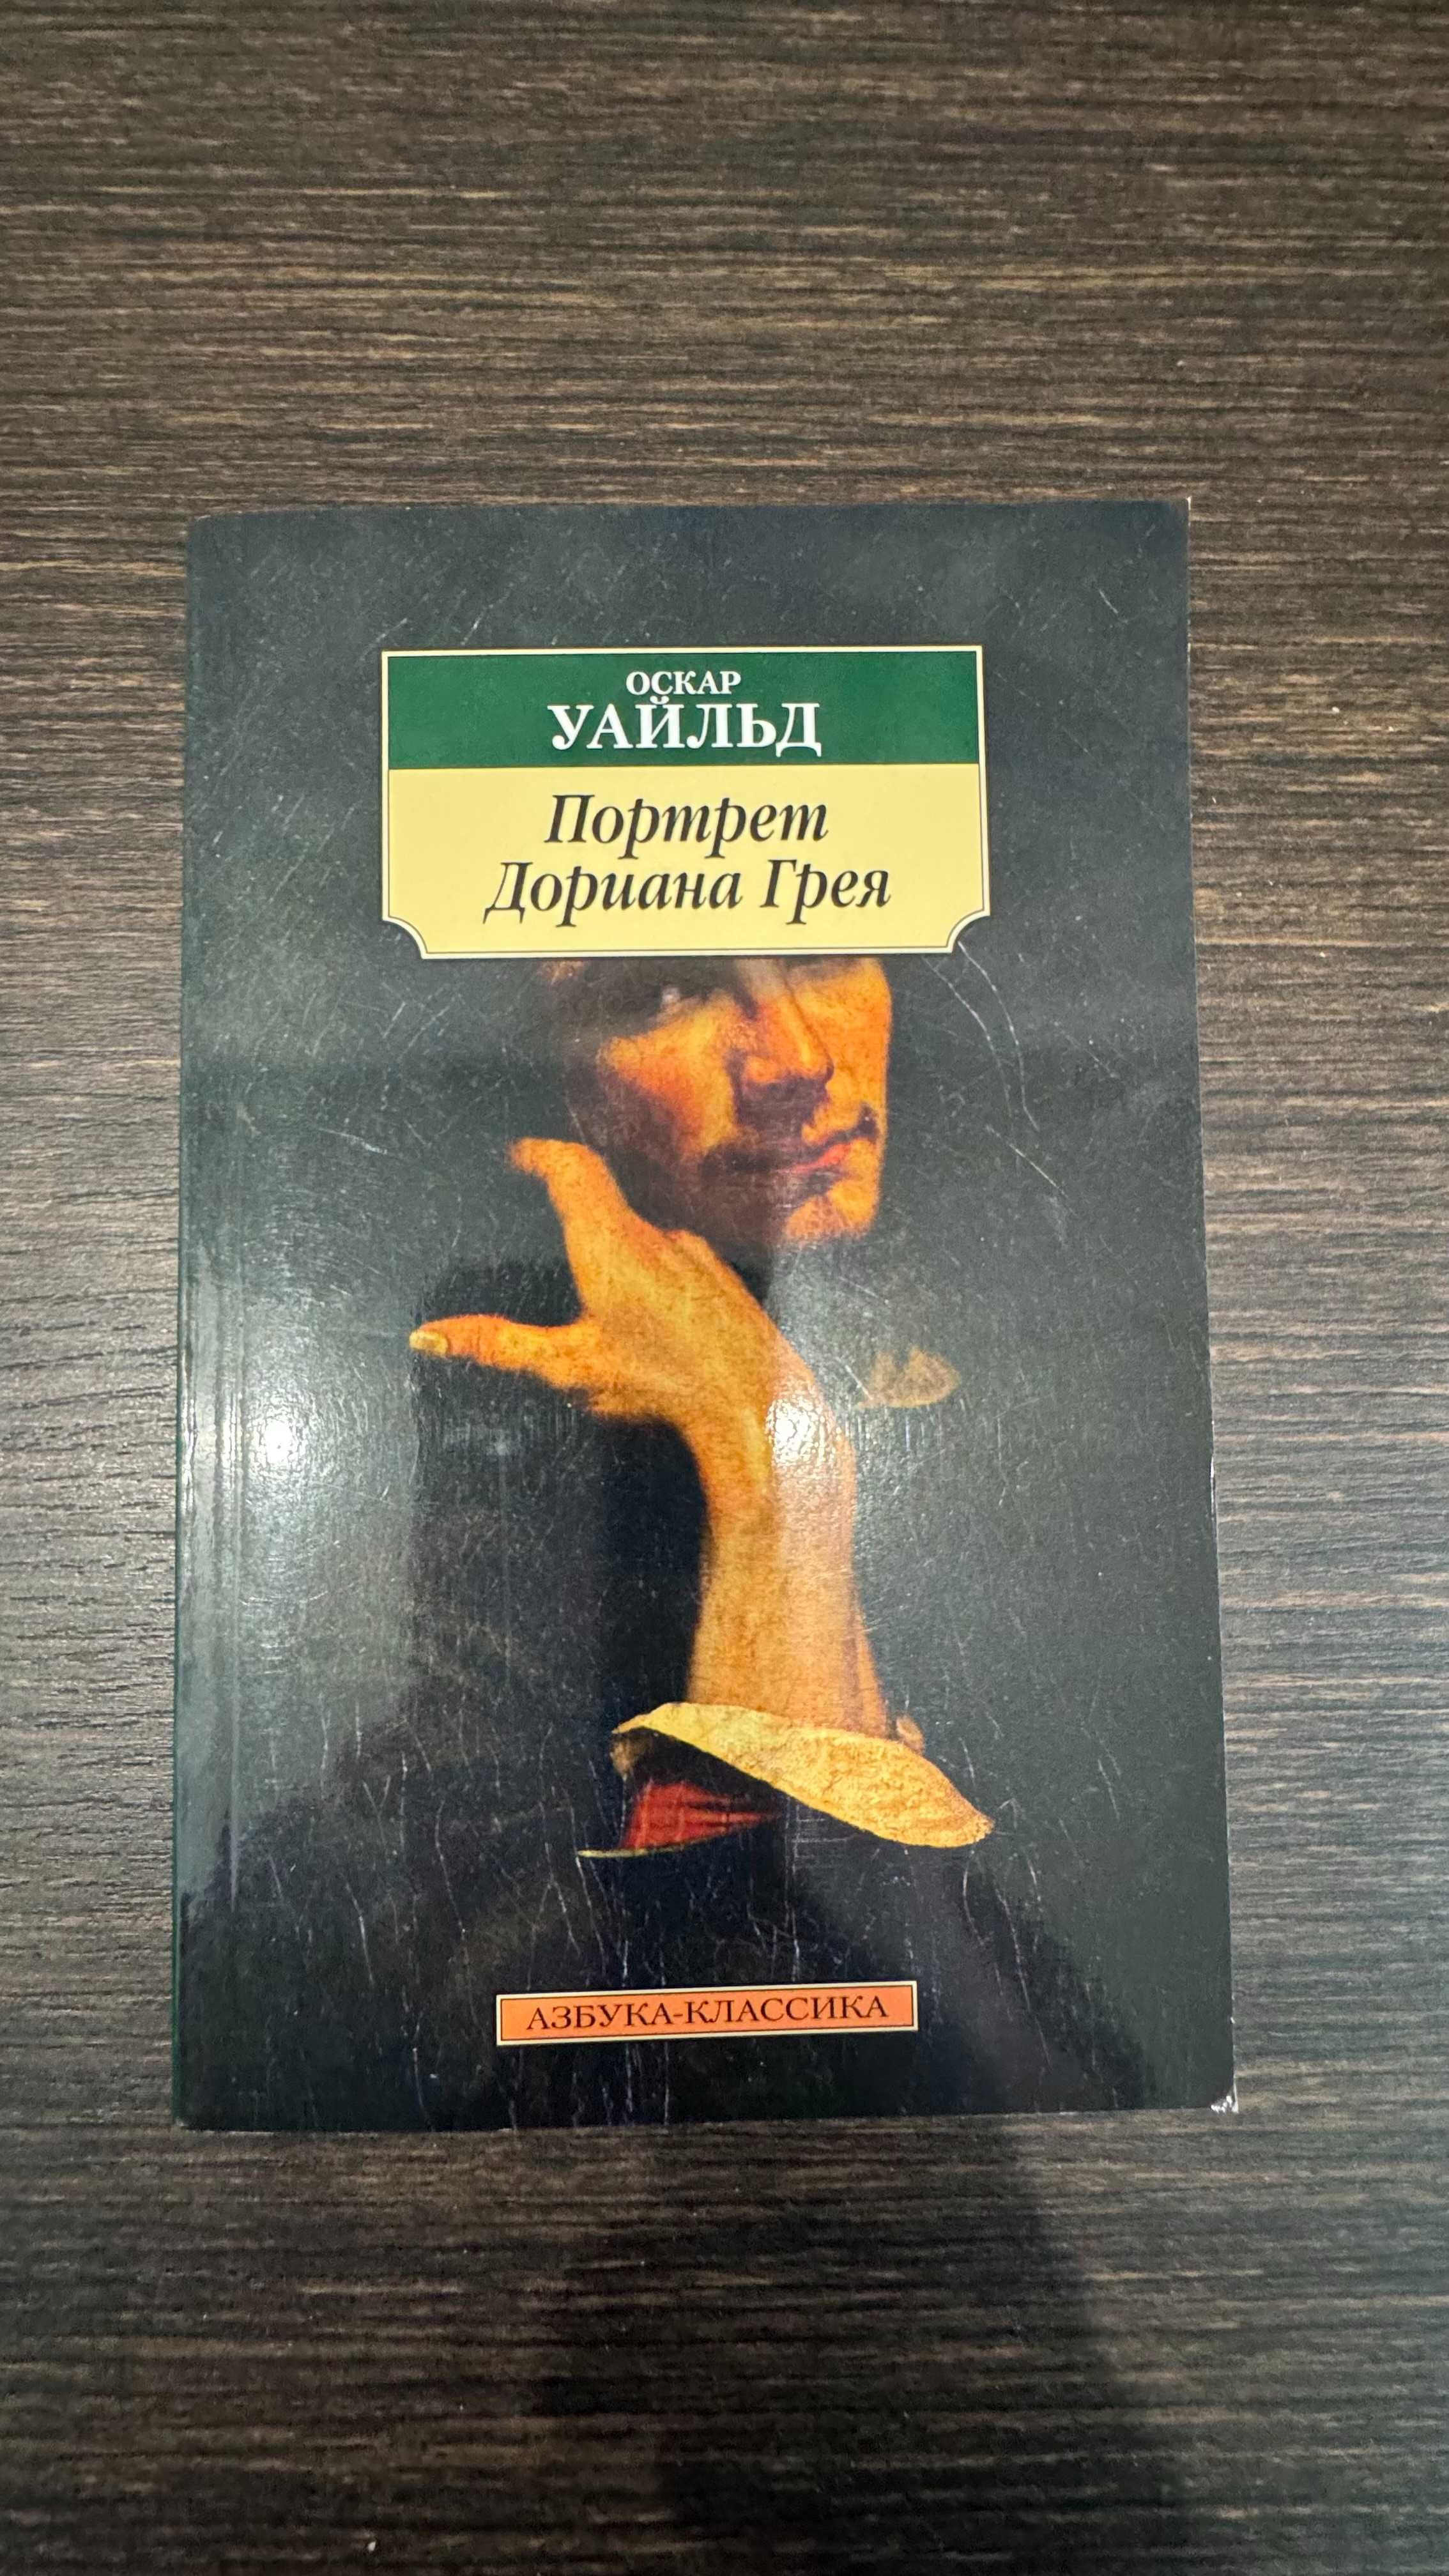 ОСКАР
УАЙЛЬД
Портрет
Дориана Грея
АЗБУКА-КЛАССИКА